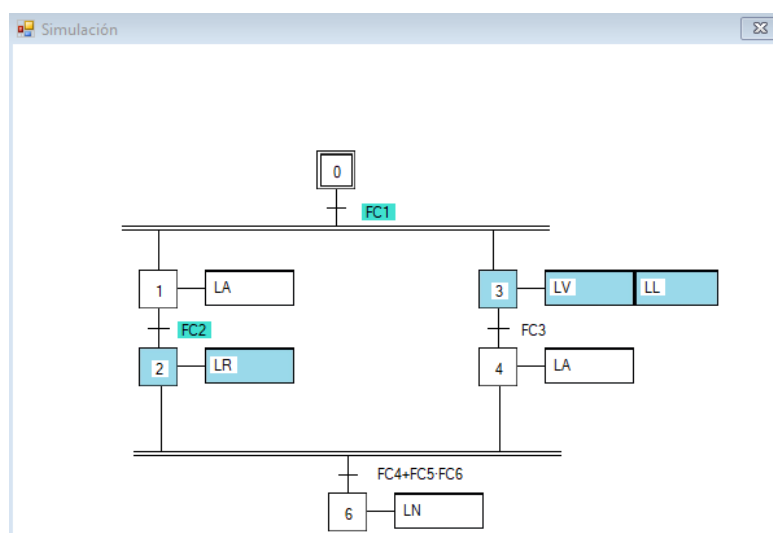 Simulación
0
FC1
1 LA 3 LV LL
FC2 FC3
2 LR 4 LA
FC4+FC5·FC6
6 LN